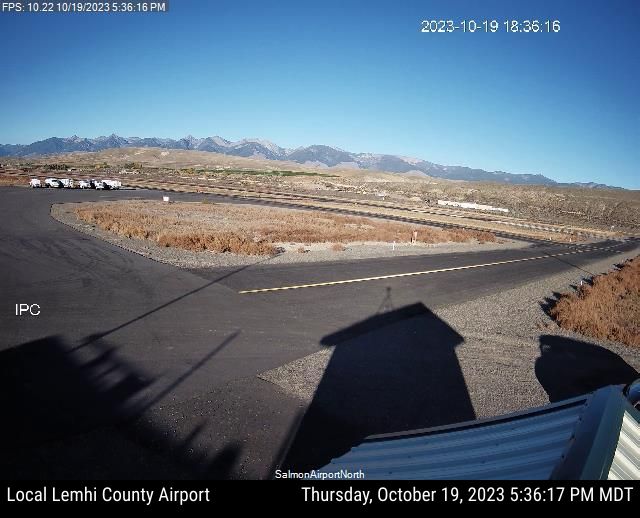 FPS: 10.22 10/19/2023 5:36:16 PM
2023-10-19 18:36:16
IPC
SalmonAirportNorth
Local Lemhi County Airport Thursday, October 19, 2023 5:36:17 PM MDT